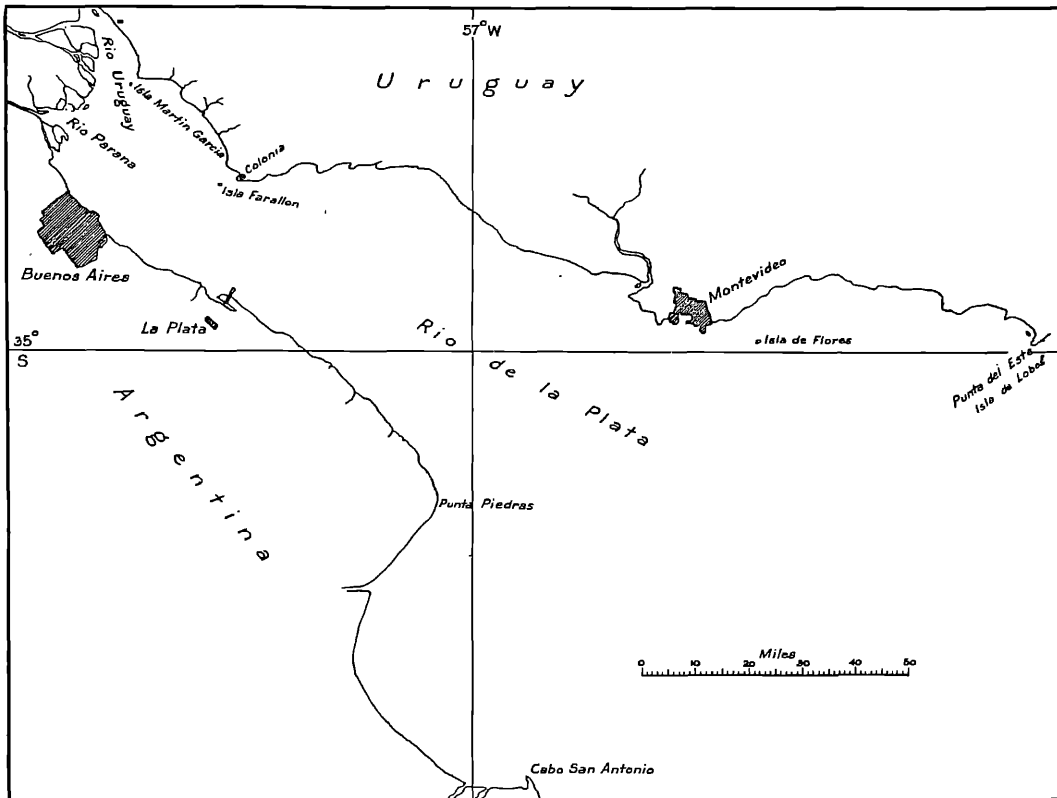 57°W
Uruguay
Rio Uruguay
Isla Martin Garcia
Rio Parana
Colonia
Isla Farallon
Buenos Aires
Montevideo
La Plata
Isla de Flores
35°
S
Rio
de
la Plata
Punta del Este
Isla de Lobos
Argentina
Punta Piedras
Miles
0 10 20 30 40 50
Cabo San Antonio